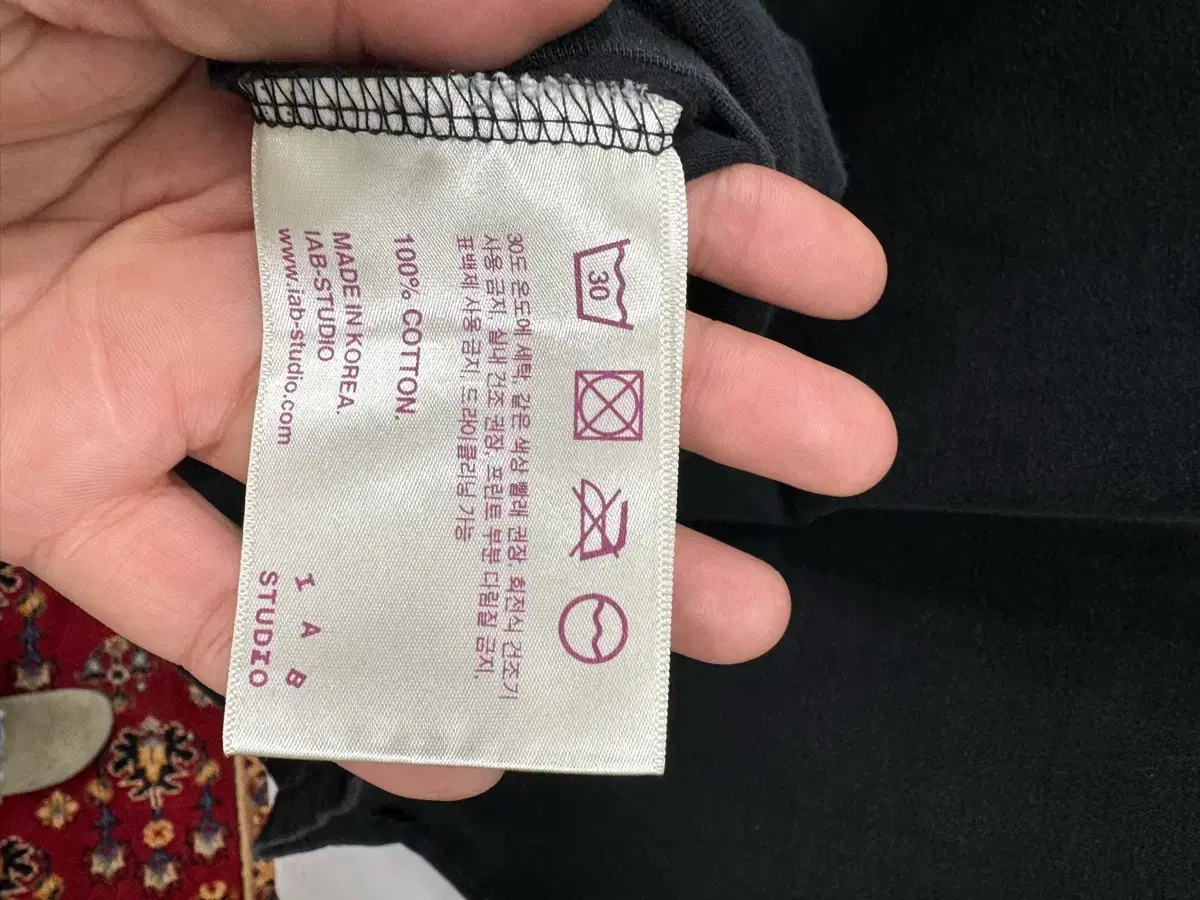 30
30도 온도에 세탁, 같은 색상 빨래 권장, 회전식 건조기
사용 금지, 실내 건조 권장, 프린트 부분 다림질 금지,
표백제 사용 금지, 드라이클리닝 가능
100% COTTON.
MADE IN KOREA.
IAB-STUDIO
www.iab-studio.com
I A B
STUDIO